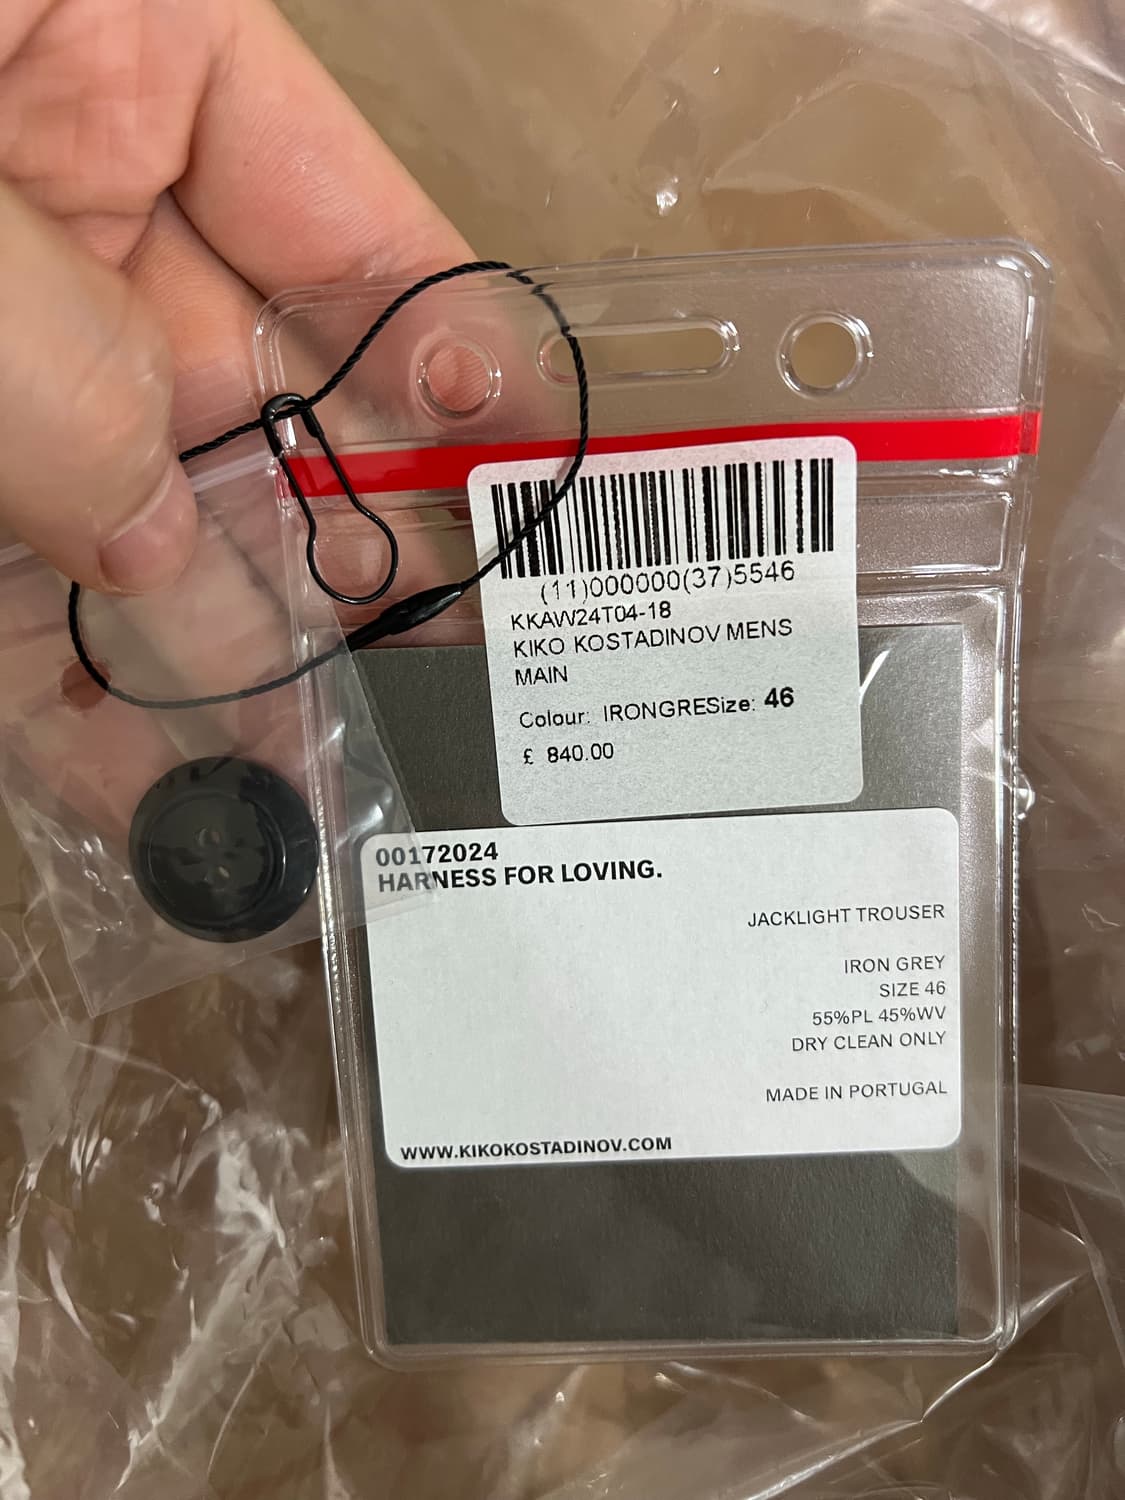 (11)000000(37)5546
KKAW24T04-18
KIKO KOSTADINOV MENS
MAIN
Colour: IRONGRESize: 46
£ 840.00
00172024
HARNESS FOR LOVING.
JACKLIGHT TROUSER
IRON GREY
SIZE 46
55%PL 45%WV
DRY CLEAN ONLY
MADE IN PORTUGAL
WWW.KIKOKOSTADINOV.COM